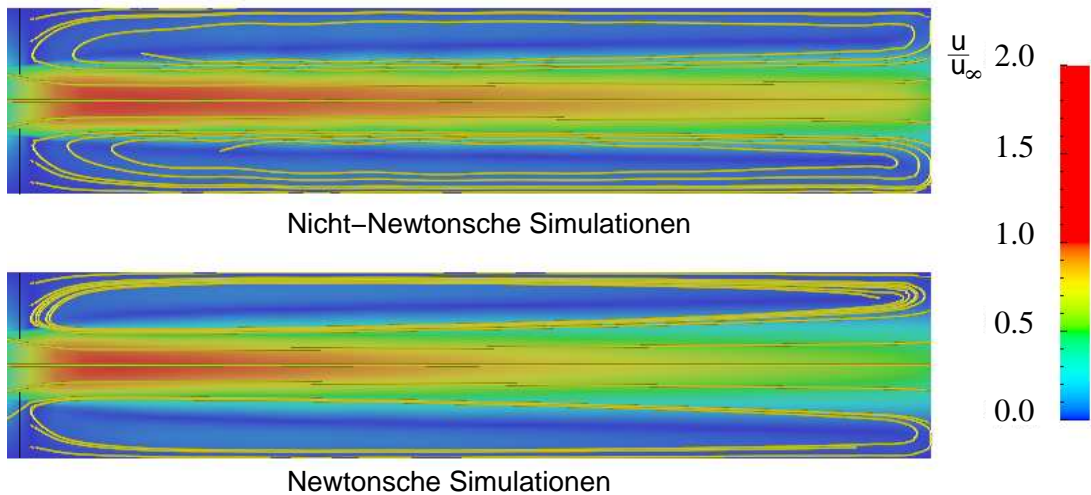 u
u∞
2.0
1.5
1.0
0.5
0.0
Nicht−Newtonsche Simulationen
Newtonsche Simulationen